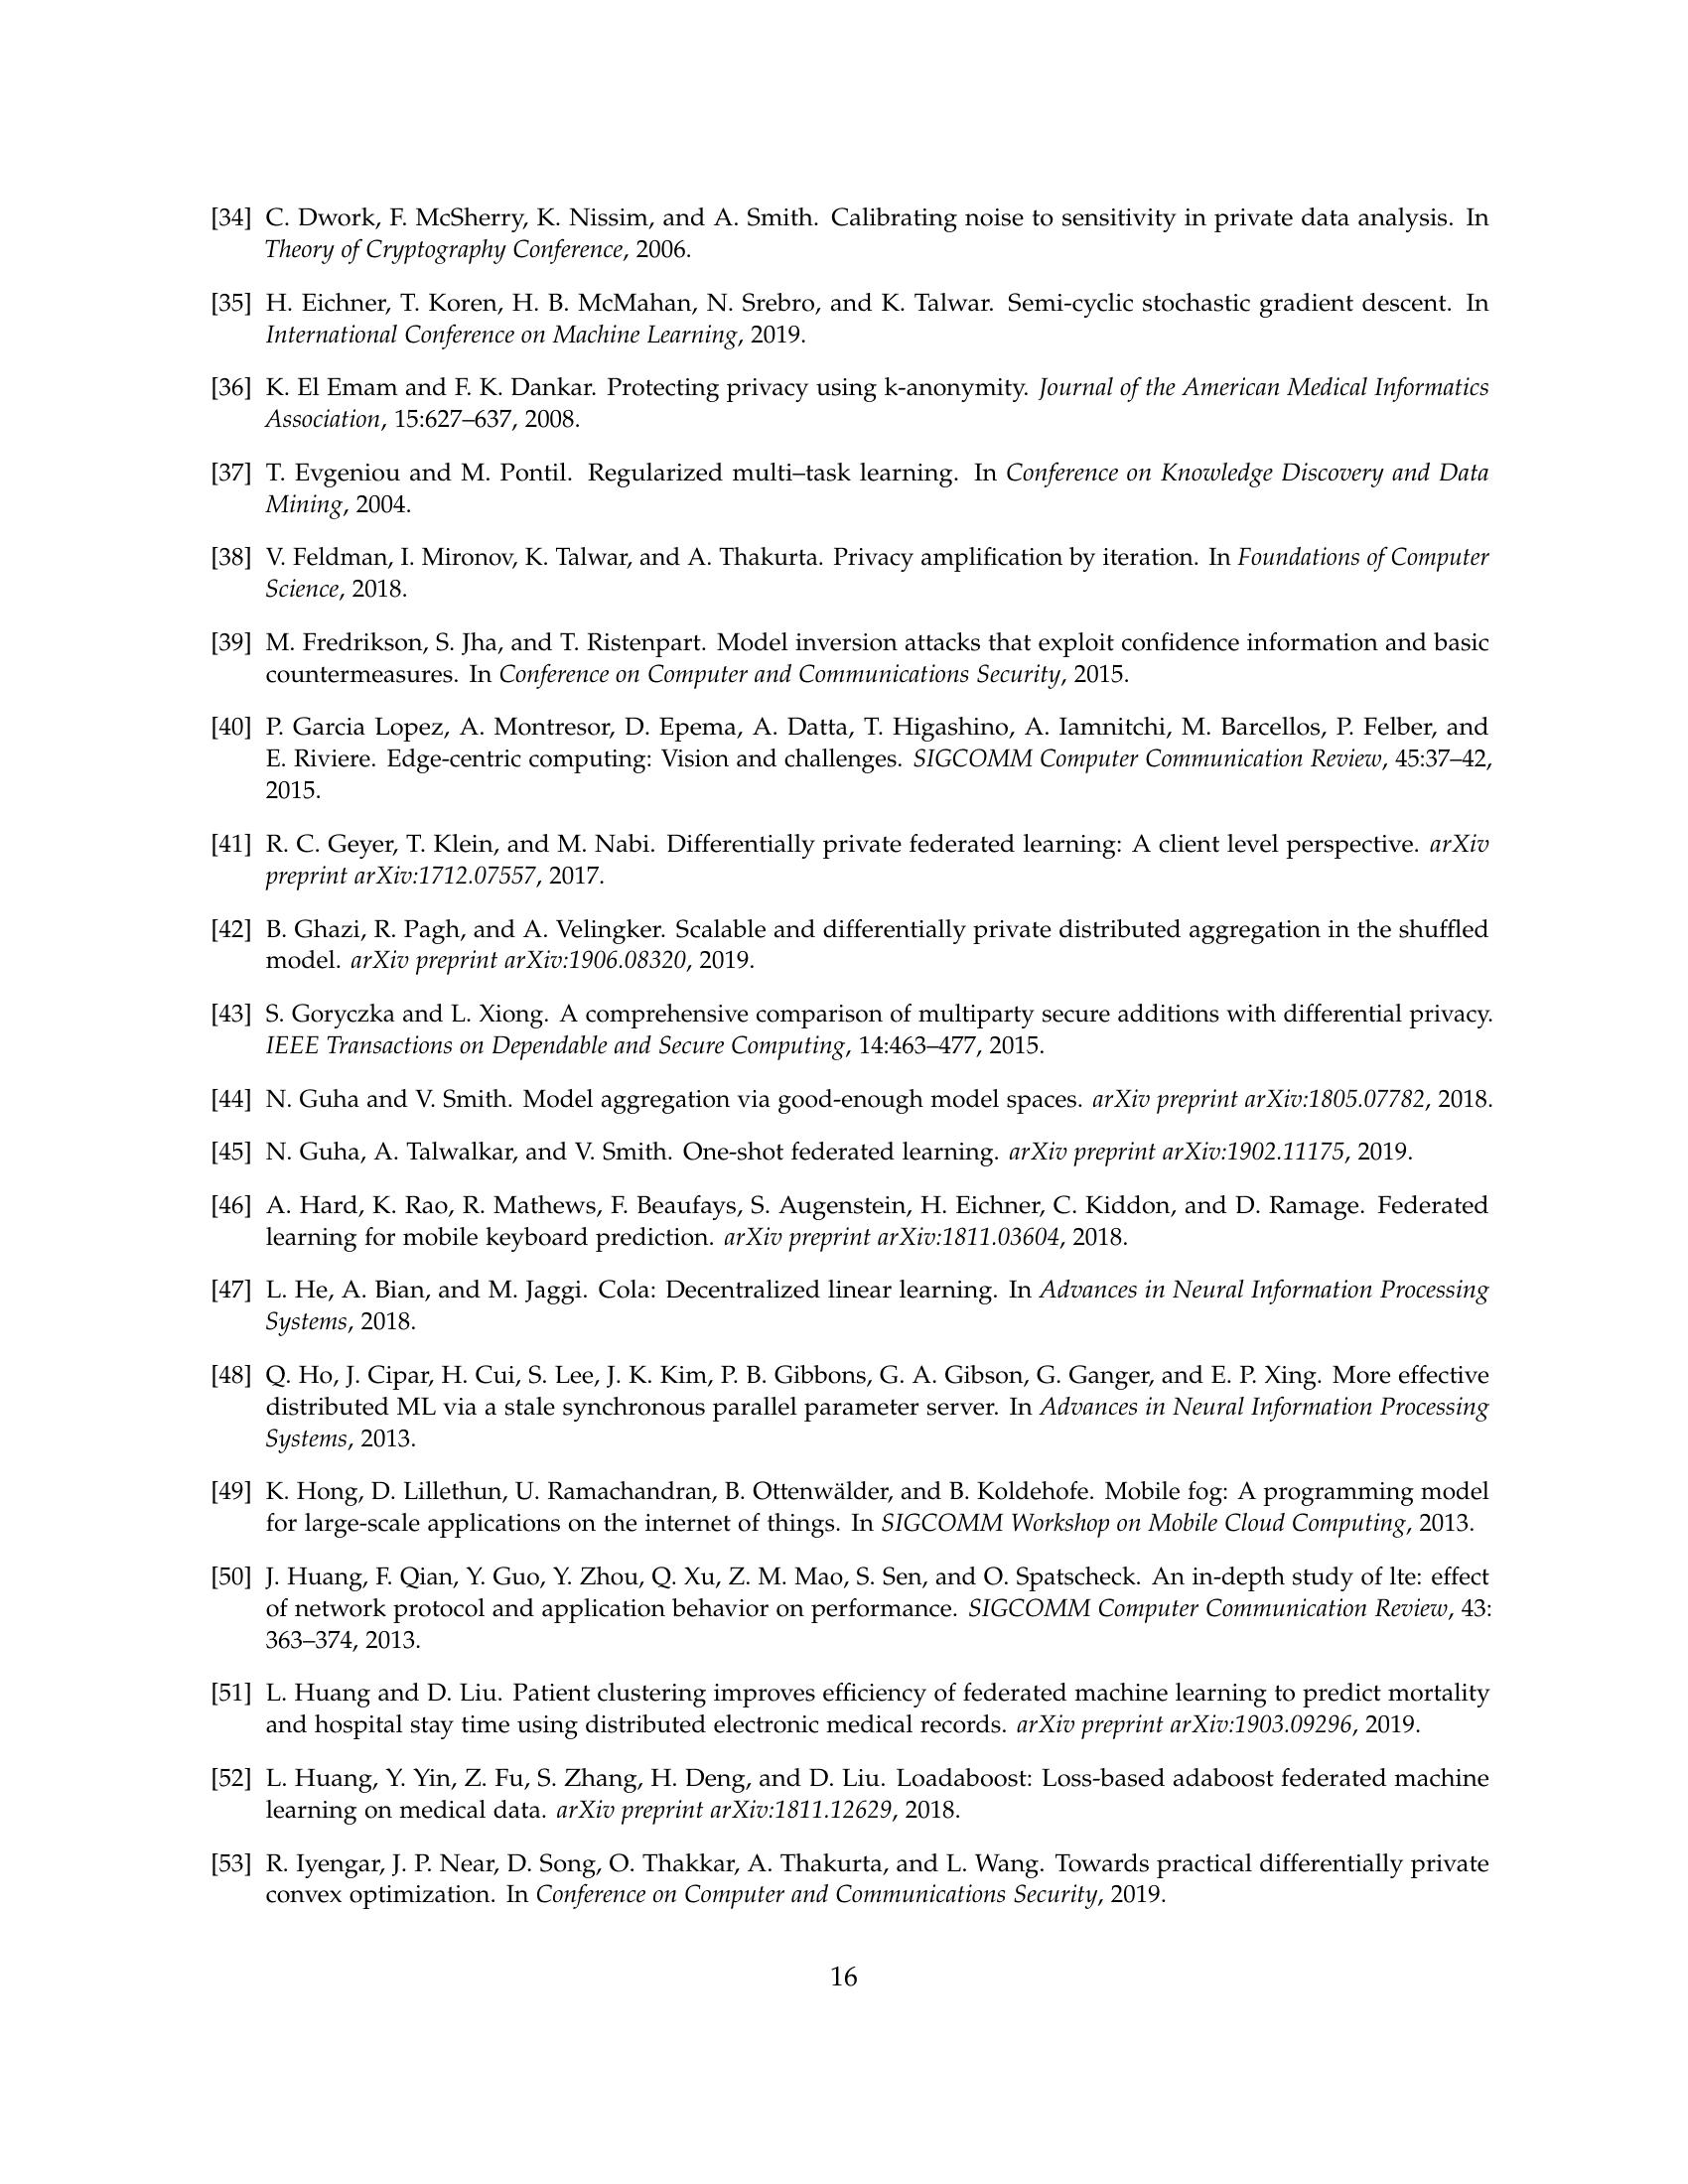 [34] C. Dwork, F. McSherry, K. Nissim, and A. Smith. Calibrating noise to sensitivity in private data analysis. In
Theory of Cryptography Conference, 2006.
[35] H. Eichner, T. Koren, H. B. McMahan, N. Srebro, and K. Talwar. Semi-cyclic stochastic gradient descent. In
International Conference on Machine Learning, 2019.
[36] K. El Emam and F. K. Dankar. Protecting privacy using k-anonymity. Journal of the American Medical Informatics
Association, 15:627–637, 2008.
[37] T. Evgeniou and M. Pontil. Regularized multi–task learning. In Conference on Knowledge Discovery and Data
Mining, 2004.
[38] V. Feldman, I. Mironov, K. Talwar, and A. Thakurta. Privacy amplification by iteration. In Foundations of Computer
Science, 2018.
[39] M. Fredrikson, S. Jha, and T. Ristenpart. Model inversion attacks that exploit confidence information and basic
countermeasures. In Conference on Computer and Communications Security, 2015.
[40] P. Garcia Lopez, A. Montresor, D. Epema, A. Datta, T. Higashino, A. Iamnitchi, M. Barcellos, P. Felber, and
E. Riviere. Edge-centric computing: Vision and challenges. SIGCOMM Computer Communication Review, 45:37–42,
2015.
[41] R. C. Geyer, T. Klein, and M. Nabi. Differentially private federated learning: A client level perspective. arXiv
preprint arXiv:1712.07557, 2017.
[42] B. Ghazi, R. Pagh, and A. Velingker. Scalable and differentially private distributed aggregation in the shuffled
model. arXiv preprint arXiv:1906.08320, 2019.
[43] S. Goryczka and L. Xiong. A comprehensive comparison of multiparty secure additions with differential privacy.
IEEE Transactions on Dependable and Secure Computing, 14:463–477, 2015.
[44] N. Guha and V. Smith. Model aggregation via good-enough model spaces. arXiv preprint arXiv:1805.07782, 2018.
[45] N. Guha, A. Talwalkar, and V. Smith. One-shot federated learning. arXiv preprint arXiv:1902.11175, 2019.
[46] A. Hard, K. Rao, R. Mathews, F. Beaufays, S. Augenstein, H. Eichner, C. Kiddon, and D. Ramage. Federated
learning for mobile keyboard prediction. arXiv preprint arXiv:1811.03604, 2018.
[47] L. He, A. Bian, and M. Jaggi. Cola: Decentralized linear learning. In Advances in Neural Information Processing
Systems, 2018.
[48] Q. Ho, J. Cipar, H. Cui, S. Lee, J. K. Kim, P. B. Gibbons, G. A. Gibson, G. Ganger, and E. P. Xing. More effective
distributed ML via a stale synchronous parallel parameter server. In Advances in Neural Information Processing
Systems, 2013.
[49] K. Hong, D. Lillethun, U. Ramachandran, B. Ottenwälder, and B. Koldehofe. Mobile fog: A programming model
for large-scale applications on the internet of things. In SIGCOMM Workshop on Mobile Cloud Computing, 2013.
[50] J. Huang, F. Qian, Y. Guo, Y. Zhou, Q. Xu, Z. M. Mao, S. Sen, and O. Spatscheck. An in-depth study of lte: effect
of network protocol and application behavior on performance. SIGCOMM Computer Communication Review, 43:
363–374, 2013.
[51] L. Huang and D. Liu. Patient clustering improves efficiency of federated machine learning to predict mortality
and hospital stay time using distributed electronic medical records. arXiv preprint arXiv:1903.09296, 2019.
[52] L. Huang, Y. Yin, Z. Fu, S. Zhang, H. Deng, and D. Liu. Loadaboost: Loss-based adaboost federated machine
learning on medical data. arXiv preprint arXiv:1811.12629, 2018.
[53] R. Iyengar, J. P. Near, D. Song, O. Thakkar, A. Thakurta, and L. Wang. Towards practical differentially private
convex optimization. In Conference on Computer and Communications Security, 2019.
16